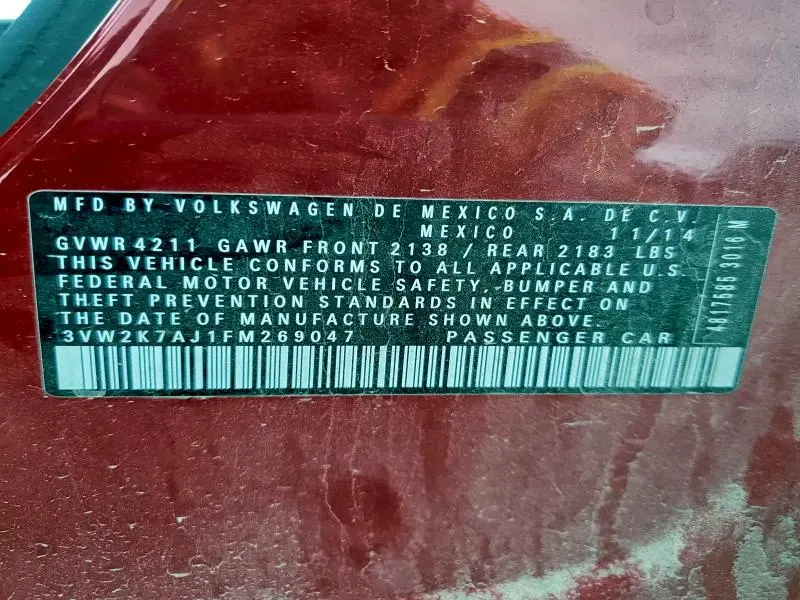 MFD BY VOLKSWAGEN DE MEXICO S.A. DE C.V.
MEXICO 11/14
GVWR 4211 GAWR FRONT 2138 / REAR 2183 LBS
THIS VEHICLE CONFORMS TO ALL APPLICABLE U.S.
FEDERAL MOTOR VEHICLE SAFETY, BUMPER AND
THEFT PREVENTION STANDARDS IN EFFECT ON
THE DATE OF MANUFACTURE SHOWN ABOVE.
3VW2K7AJ1FM269047 PASSENGER CAR
A617685 3016 M